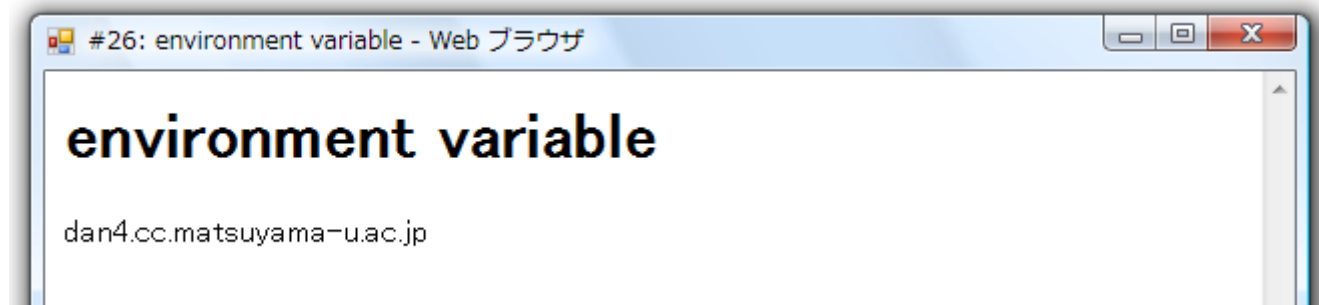 #26: environment variable - Web ブラウザ
environment variable
dan4.cc.matsuyama-u.ac.jp